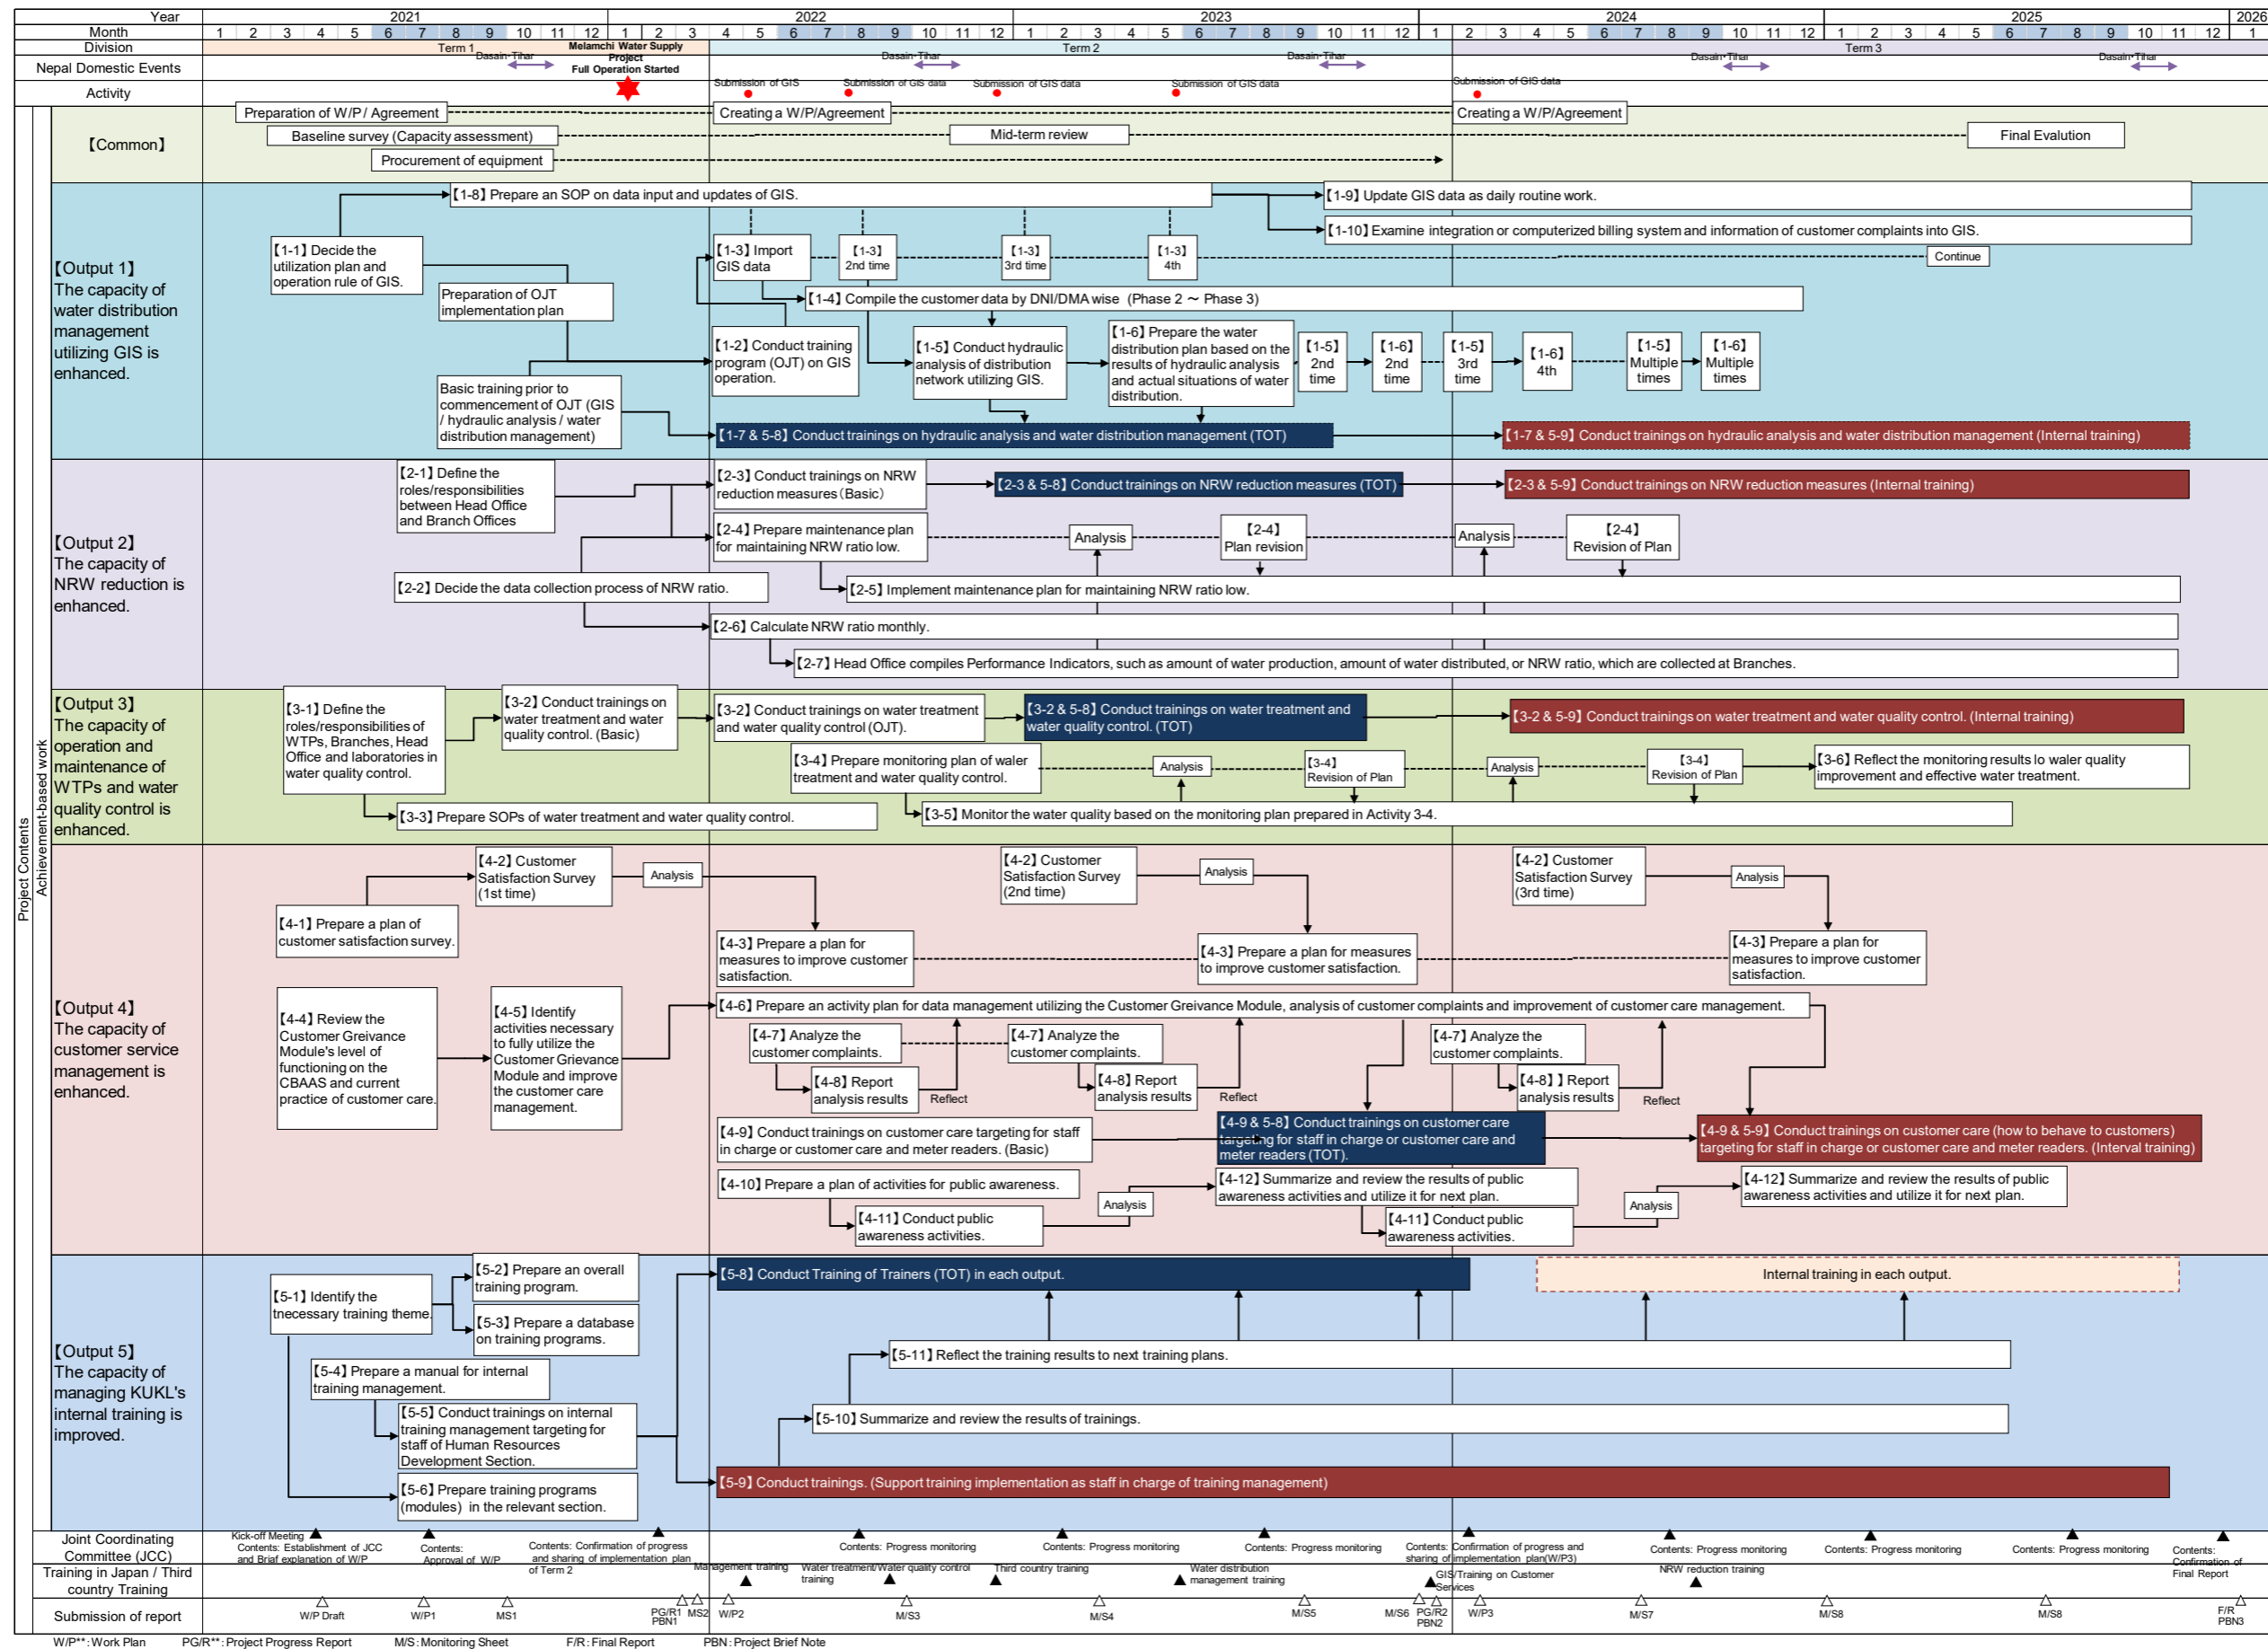 Year 2021 2022 2023 2024 2025 2026
Month 1 2 3 4 5 6 7 8 9 10 11 12 1 2 3 4 5 6 7 8 9 10 11 12 1 2 3 4 5 6 7 8 9 10 11 12 1 2 3 4 5 6 7 8 9 10 11 12 1 2 3 4 5 6 7 8 9 10 11 12 1
Division Term 1 Term 2 Term 3
Melamchi Water Supply
Project
Full Operation Started
Nepal Domestic Events
Dasain・Tihar
Dasain・Tihar
Dasain・Tihar
Dasain・Tihar
Dasain・Tihar
Activity
Submission of GIS
Submission of GIS data
Submission of GIS data
Submission of GIS data
Submission of GIS data
Project Contents
Achievement-based work
【Common】
Preparation of W/P / Agreement
Creating a W/P/Agreement
Creating a W/P/Agreement
Baseline survey (Capacity assessment)
Mid-term review
Final Evalution
Procurement of equipment
【Output 1】
The capacity of
water distribution
management
utilizing GIS is
enhanced.
【1-8】Prepare an SOP on data input and updates of GIS.
【1-9】Update GIS data as daily routine work.
【1-10】Examine integration or computerized billing system and information of customer complaints into GIS.
【1-1】Decide the
utilization plan and
operation rule of GIS.
【1-3】Import
GIS data
【1-3】
2nd time
【1-3】
3rd time
【1-3】
4th
Continue
Preparation of OJT
implementation plan
【1-4】Compile the customer data by DNI/DMA wise (Phase 2 ～ Phase 3)
【1-2】Conduct training
program (OJT) on GIS
operation.
【1-5】Conduct hydraulic
analysis of distribution
network utilizing GIS.
【1-6】Prepare the water
distribution plan based on the
results of hydraulic analysis
and actual situations of water
distribution.
【1-5】
2nd
time
【1-6】
2nd
time
【1-5】
3rd
time
【1-6】
4th
【1-5】
Multiple
times
【1-6】
Multiple
times
Basic training prior to
commencement of OJT (GIS
/ hydraulic analysis / water
distribution management)
【1-7 & 5-8】Conduct trainings on hydraulic analysis and water distribution management (TOT)
【1-7 & 5-9】Conduct trainings on hydraulic analysis and water distribution management (Internal training)
【Output 2】
The capacity of
NRW reduction is
enhanced.
【2-1】Define the
roles/responsibilities
between Head Office
and Branch Offices
【2-3】Conduct trainings on NRW
reduction measures（Basic）
【2-3 & 5-8】Conduct trainings on NRW reduction measures (TOT)
【2-3 & 5-9】Conduct trainings on NRW reduction measures (Internal training)
【2-4】Prepare maintenance plan
for maintaining NRW ratio low.
Analysis
【2-4】
Plan revision
Analysis
【2-4】
Revision of Plan
【2-2】Decide the data collection process of NRW ratio.
【2-5】Implement maintenance plan for maintaining NRW ratio low.
【2-6】Calculate NRW ratio monthly.
【2-7】Head Office compiles Performance Indicators, such as amount of water production, amount of water distributed, or NRW ratio, which are collected at Branches.
【Output 3】
The capacity of
operation and
maintenance of
WTPs and water
quality control is
enhanced.
【3-1】Define the
roles/responsibilities of
WTPs, Branches, Head
Office and laboratories in
water quality control.
【3-2】Conduct trainings on
water treatment and water
quality control. (Basic)
【3-2】Conduct trainings on water treatment
and water quality control (OJT).
【3-2 & 5-8】Conduct trainings on water treatment and
water quality control. (TOT)
【3-2 & 5-9】Conduct trainings on water treatment and water quality control. (Internal training)
【3-4】Prepare monitoring plan of waler
treatment and water quality control.
Analysis
【3-4】
Revision of Plan
Analysis
【3-4】
Revision of Plan
【3-6】Reflect the monitoring results lo waler quality
improvement and effective water treatment.
【3-3】Prepare SOPs of water treatment and water quality control.
【3-5】Monitor the water quality based on the monitoring plan prepared in Activity 3-4.
【Output 4】
The capacity of
customer service
management is
enhanced.
【4-2】Customer
Satisfaction Survey
(1st time)
Analysis
【4-2】Customer
Satisfaction Survey
(2nd time)
Analysis
【4-2】Customer
Satisfaction Survey
(3rd time)
Analysis
【4-1】Prepare a plan of
customer satisfaction survey.
【4-3】Prepare a plan for
measures to improve customer
satisfaction.
【4-3】Prepare a plan for measures
to improve customer satisfaction.
【4-3】Prepare a plan for
measures to improve customer
satisfaction.
【4-4】Review the
Customer Greivance
Module's level of
functioning on the
CBAAS and current
practice of customer care.
【4-5】Identify
activities necessary
to fully utilize the
Customer Grievance
Module and improve
the customer care
management.
【4-6】Prepare an activity plan for data management utilizing the Customer Greivance Module, analysis of customer complaints and improvement of customer care management.
【4-7】Analyze the
customer complaints.
【4-7】Analyze the
customer complaints.
【4-7】Analyze the
customer complaints.
【4-8】Report
analysis results
Reflect
【4-8】Report
analysis results
Reflect
【4-8】】Report
analysis results
Reflect
【4-9】Conduct trainings on customer care targeting for staff
in charge or customer care and meter readers. (Basic)
【4-9 & 5-8】Conduct trainings on customer care
targeting for staff in charge or customer care and
meter readers (TOT).
【4-9 & 5-9】Conduct trainings on customer care (how to behave to customers)
targeting for staff in charge or customer care and meter readers. (Interval training)
【4-10】Prepare a plan of activities for public awareness.
Analysis
【4-12】Summarize and review the results of public
awareness activities and utilize it for next plan.
Analysis
【4-12】Summarize and review the results of public
awareness activities and utilize it for next plan.
【4-11】Conduct public
awareness activities.
【4-11】Conduct public
awareness activities.
【Output 5】
The capacity of
managing KUKL's
internal training is
improved.
【5-1】Identify the
tnecessary training theme.
【5-2】Prepare an overall
training program.
【5-3】Prepare a database
on training programs.
【5-8】Conduct Training of Trainers (TOT) in each output.
Internal training in each output.
【5-4】Prepare a manual for internal
training management.
【5-11】Reflect the training results to next training plans.
【5-5】Conduct trainings on internal
training management targeting for
staff of Human Resources
Development Section.
【5-10】Summarize and review the results of trainings.
【5-6】Prepare training programs
(modules) in the relevant section.
【5-9】Conduct trainings. (Support training implementation as staff in charge of training management)
Joint Coordinating
Committee (JCC)
Kick-off Meeting
Contents: Establishment of JCC
and Briaf explanation of W/P
Contents:
Approval of W/P
Contents: Confirmation of progress
and sharing of implementation plan
of Term 2
Contents: Progress monitoring
Contents: Progress monitoring
Contents: Progress monitoring
Contents: Confirmation of progress and
sharing of implementation plan(W/P3)
Contents: Progress monitoring
Contents: Progress monitoring
Contents: Progress monitoring
Contents:
Confirmation of
Final Report
Training in Japan / Third
country Training
Management training
Water treatment/Water quality control
training
Third country training
Water distribution
management training
GIS/Training on Customer
Services
NRW reduction training
Submission of report
W/P Draft
W/P1
MS1
PG/R1
PBN1
MS2
W/P2
M/S3
M/S4
M/S5
M/S6
PG/R2
PBN2
W/P3
M/S7
M/S8
M/S8
F/R
PBN3
W/P**: Work Plan PG/R**: Project Progress Report M/S: Monitoring Sheet F/R: Final Report PBN: Project Brief Note